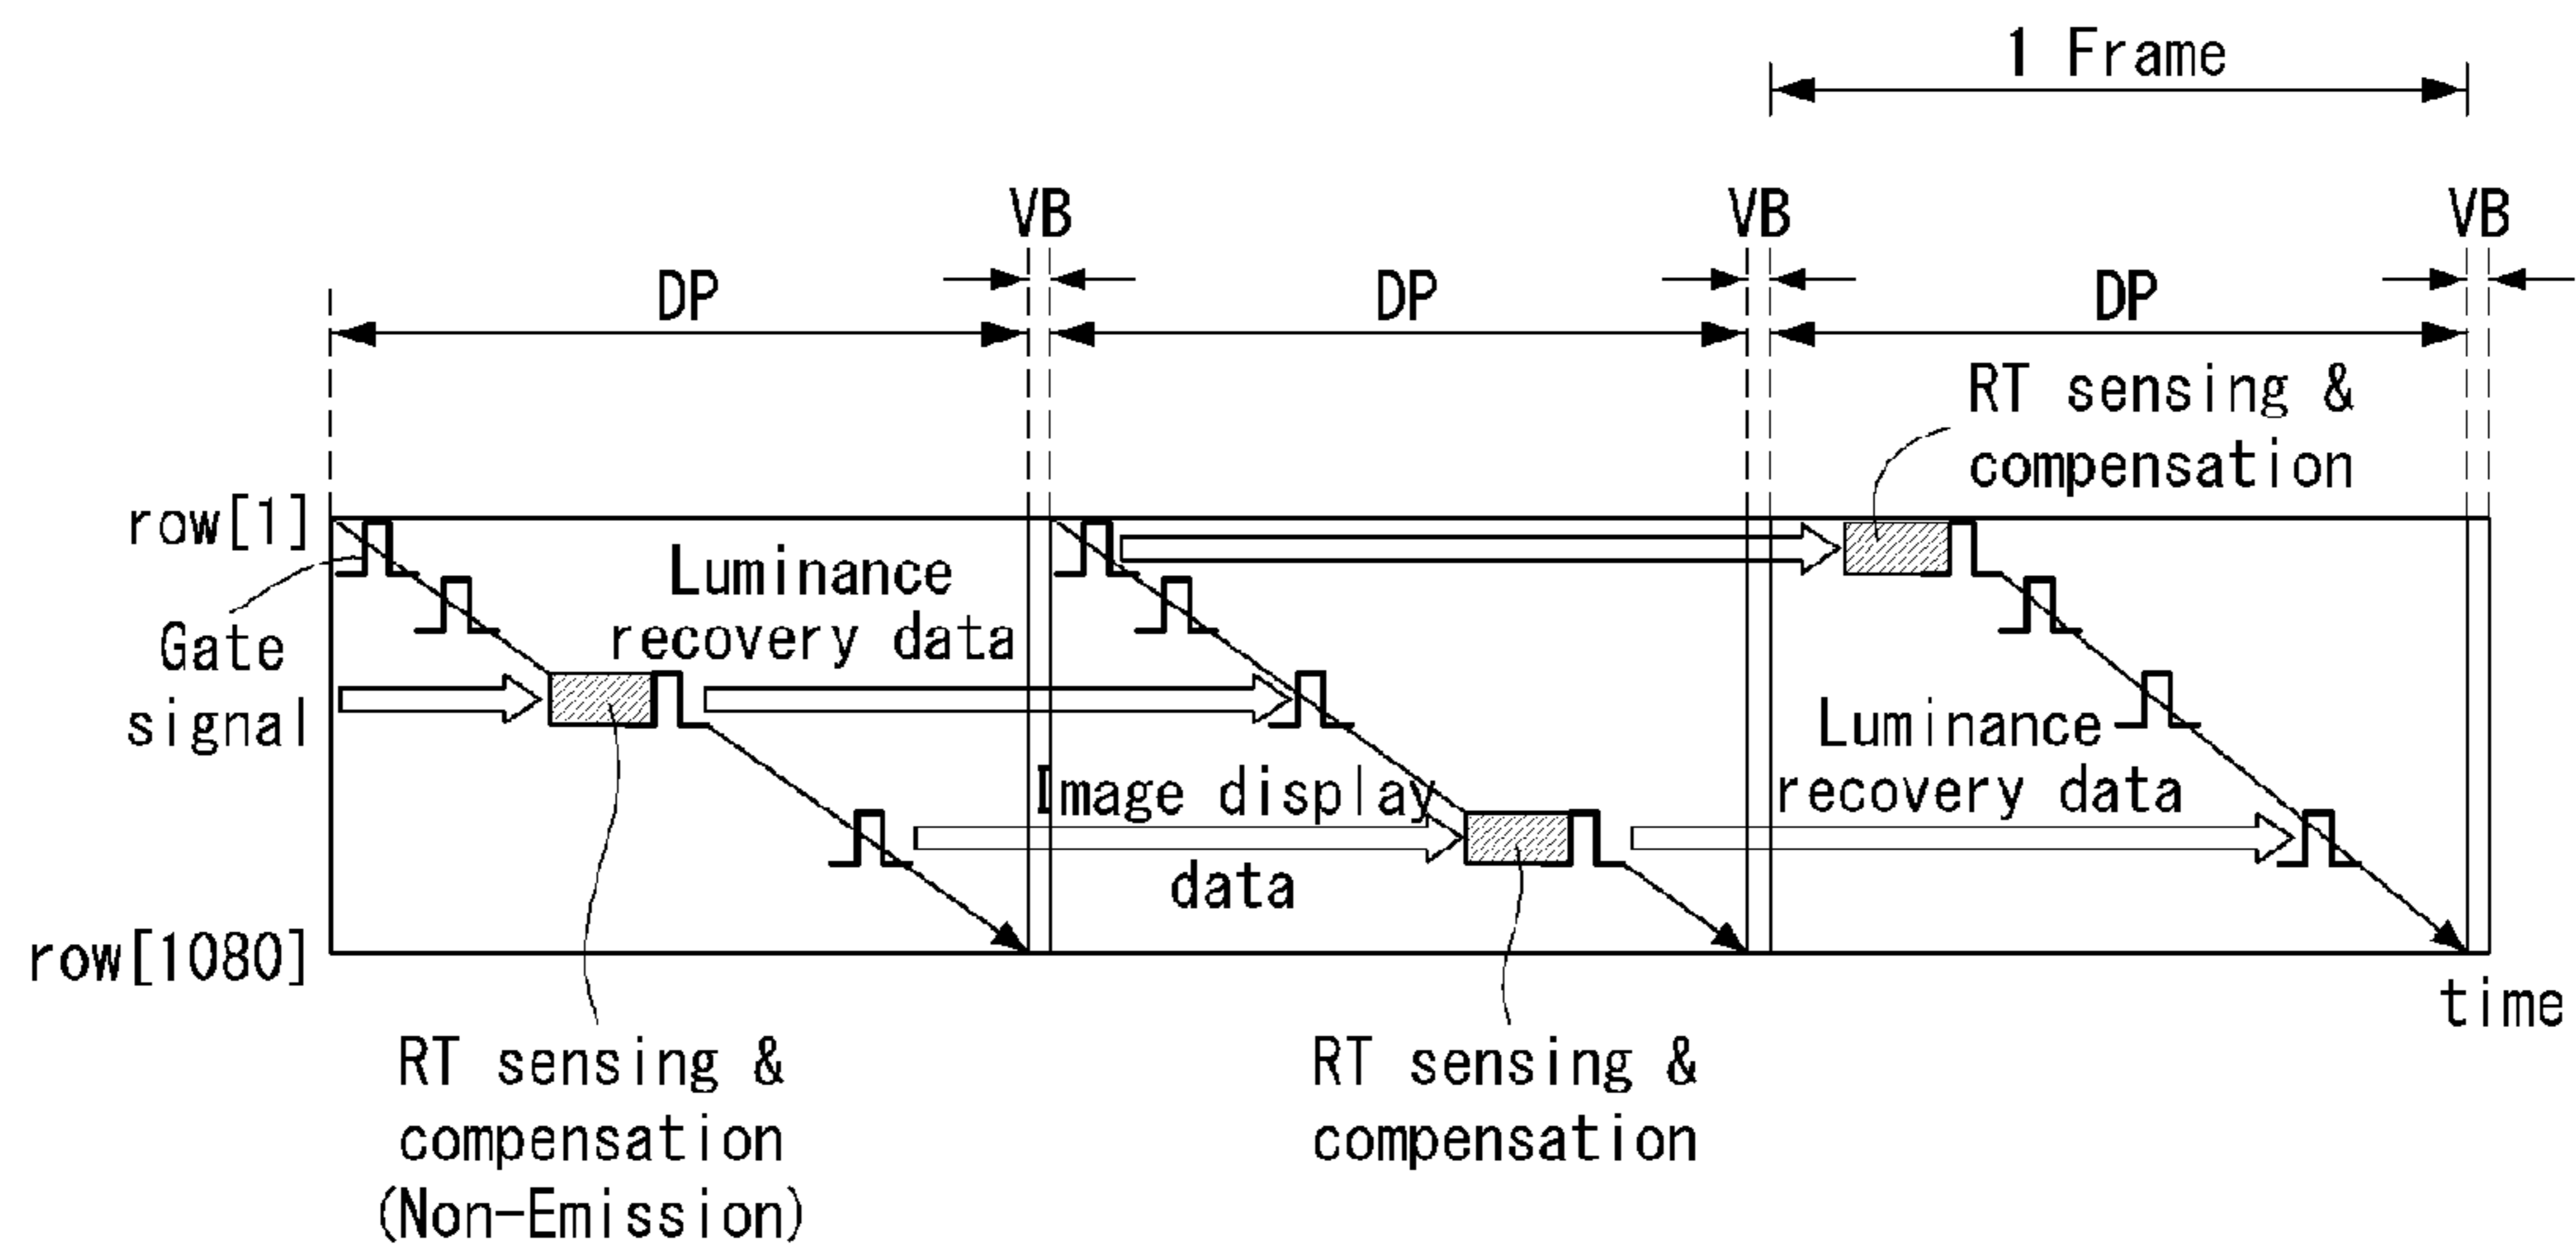 1 Frame
VB VB VB
DP DP DP
RT sensing &
compensation
row[1]
Luminance
recovery data
Gate
signal
Luminance
recovery data
Image display
data
row[1080]
time
RT sensing &
compensation
(Non-Emission)
RT sensing &
compensation